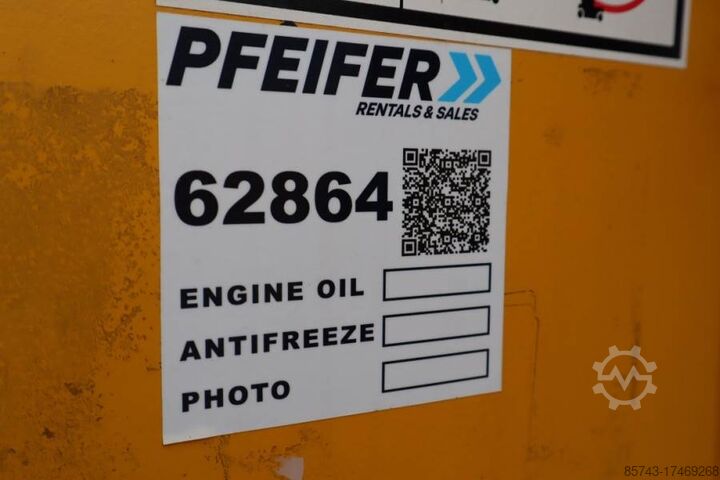 PFEIFER
RENTALS & SALES
62864
ENGINE OIL
ANTIFREEZE
PHOTO
85743-17469268